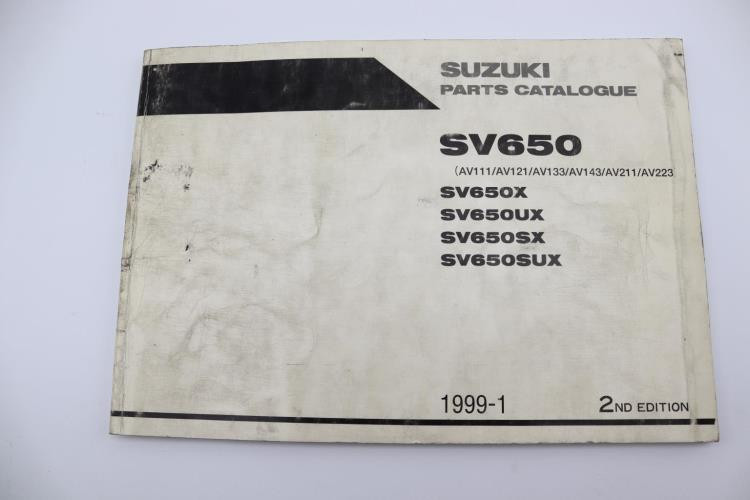 SUZUKI
PARTS CATALOGUE
SV650
(AV111/AV121/AV133/AV143/AV211/AV223
SV650X
SV650UX
SV650SX
SV650SUX
1999-1
2ND EDITION